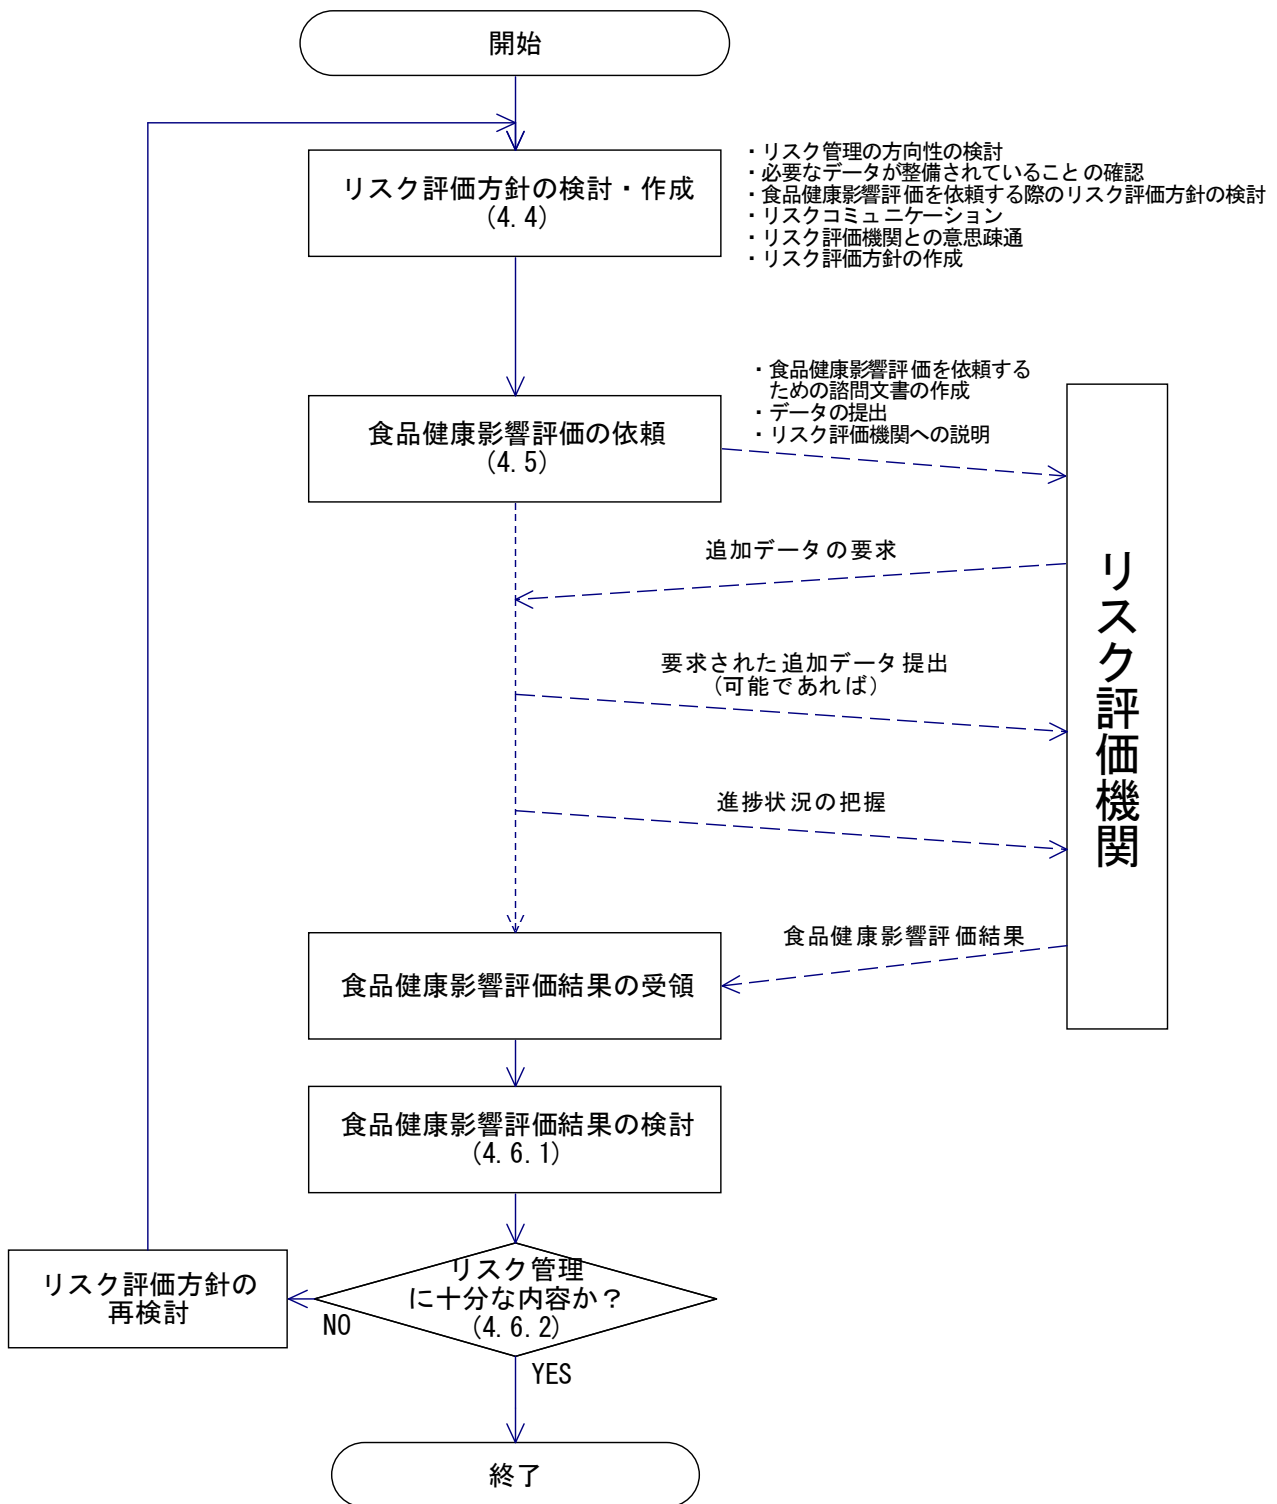 開始
リスク評価方針の検討・作成
(4.4)
・リスク管理の方向性の検討
・必要なデータが整備されていることの確認
・食品健康影響評価を依頼する際のリスク評価方針の検討
・リスクコミュニケーション
・リスク評価機関との意思疎通
・リスク評価方針の作成
食品健康影響評価の依頼
(4.5)
・食品健康影響評価を依頼する
ための諮問文書の作成
・データの提出
・リスク評価機関への説明
リスク評価機関
追加データの要求
要求された追加データ提出
(可能であれば)
進捗状況の把握
食品健康影響評価結果
食品健康影響評価結果の受領
食品健康影響評価結果の検討
(4.6.1)
リスク管理
に十分な内容か？
(4.6.2)
NO
リスク評価方針の
再検討
YES
終了